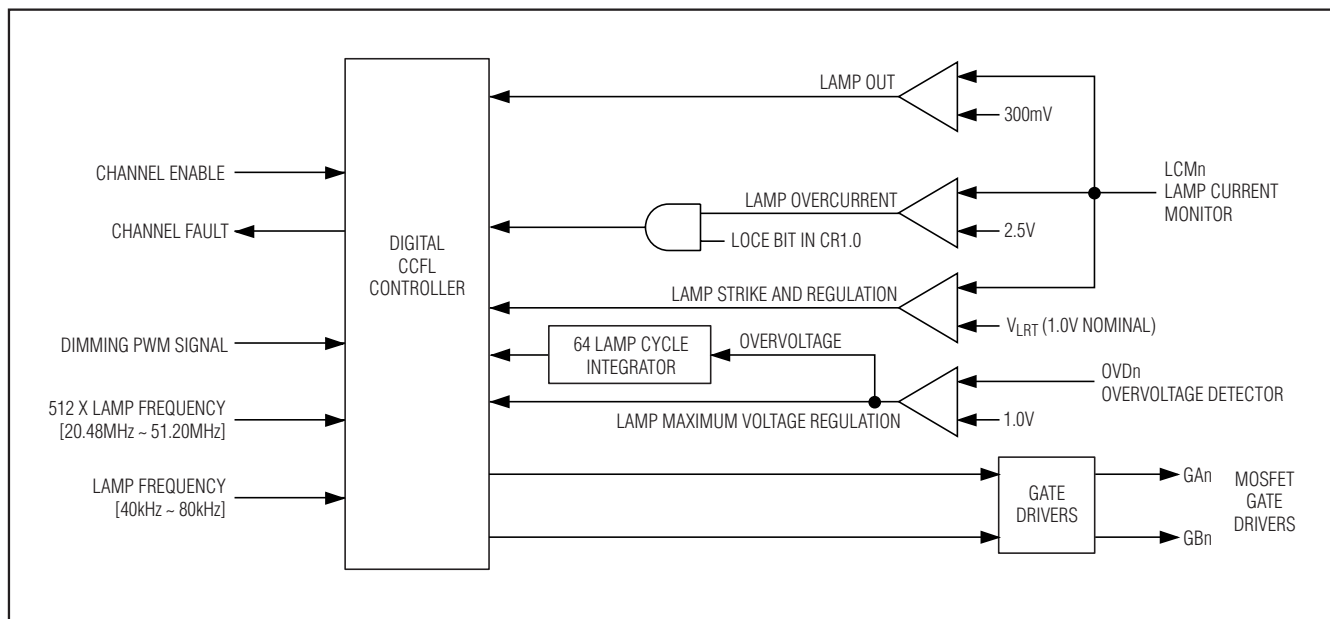 CHANNEL ENABLE
CHANNEL FAULT
DIMMING PWM SIGNAL
512 X LAMP FREQUENCY
[20.48MHz ~ 51.20MHz]
LAMP FREQUENCY
[40kHz ~ 80kHz]
DIGITAL
CCFL
CONTROLLER
LAMP OUT
300mV
LAMP OVERCURRENT
2.5V
LOCE BIT IN CR1.0
LCMn
LAMP CURRENT
MONITOR
LAMP STRIKE AND REGULATION
VLRT (1.0V NOMINAL)
64 LAMP CYCLE
INTEGRATOR
OVERVOLTAGE
OVDn
OVERVOLTAGE DETECTOR
LAMP MAXIMUM VOLTAGE REGULATION
1.0V
GATE
DRIVERS
GAn
GBn
MOSFET
GATE
DRIVERS